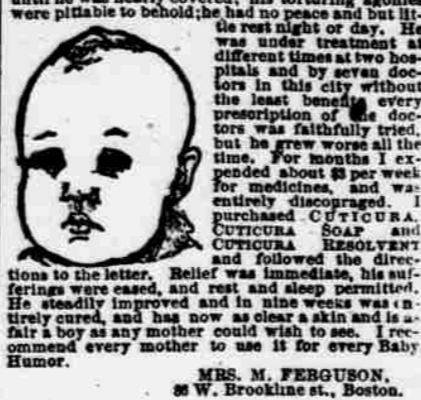 were pitiable to behold; he had no peace and but lit-
tle rest night or day. He
was under treatment at
different times at two hos-
pitals and by seven doc-
tors in this city without
the least benefit, every
prescription of the doc-
tors was faithfully tried,
but he grew worse all the
time. For months I ex-
pended about $3 per week
for medicines, and was
entirely discouraged. I
purchased CUTICURA,
CUTICURA SOAP and
CUTICURA RESOLVENT
and followed the direc-
tions to the letter. Relief was immediate, his suf-
ferings were eased, and rest and sleep permitted.
He steadily improved and in nine weeks was en-
tirely cured, and has now as clear a skin and is a-
fair a boy as any mother could wish to see. I rec-
ommend every mother to use it for every Baby
Humor.
MRS. M. FERGUSON,
86 W. Brookline st., Boston.